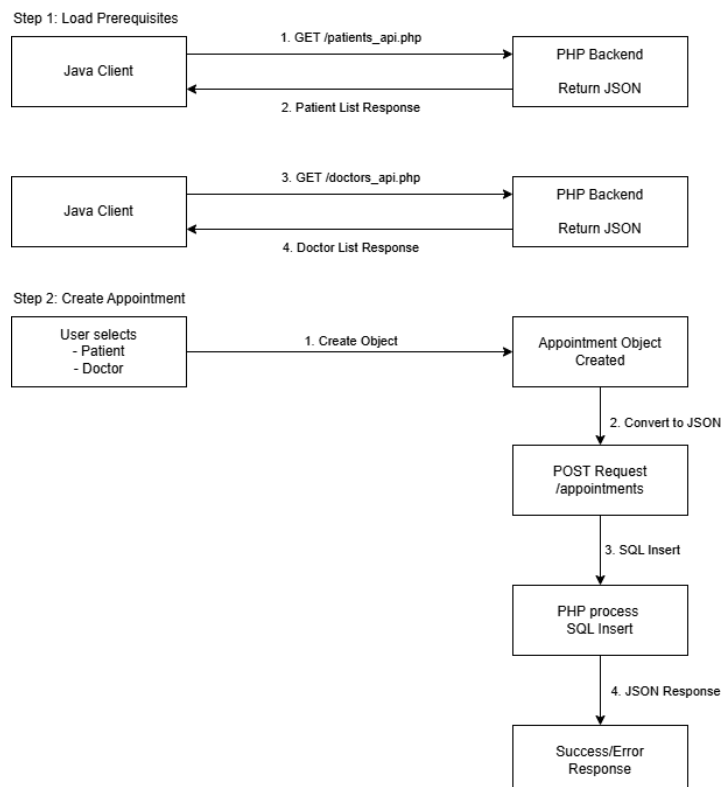 Step 1: Load Prerequisites
1. GET /patients_api.php
Java Client
PHP Backend
Return JSON
2. Patient List Response
3. GET /doctors_api.php
Java Client
PHP Backend
Return JSON
4. Doctor List Response
Step 2: Create Appointment
User selects
- Patient
- Doctor
1. Create Object
Appointment Object
Created
2. Convert to JSON
POST Request
/appointments
3. SQL Insert
PHP process
SQL Insert
4. JSON Response
Success/Error
Response